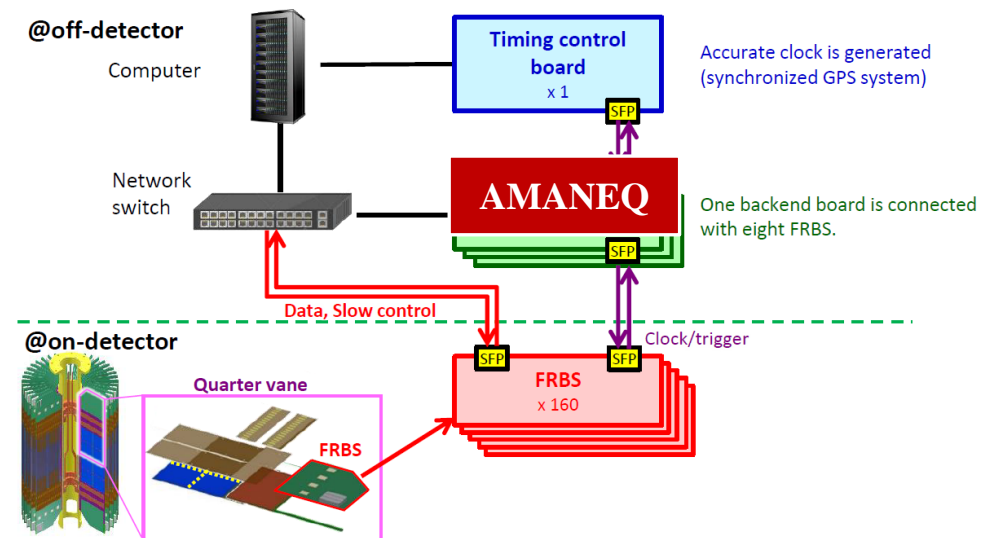 @off-detector
Computer
Timing control
board
x 1
SFP
Accurate clock is generated
(synchronized GPS system)
Network
switch
AMANEQ
SFP
One backend board is connected
with eight FRBS.
Data, Slow control
@on-detector
SFP
SFP
Clock/trigger
FRBS
x 160
Quarter vane
FRBS